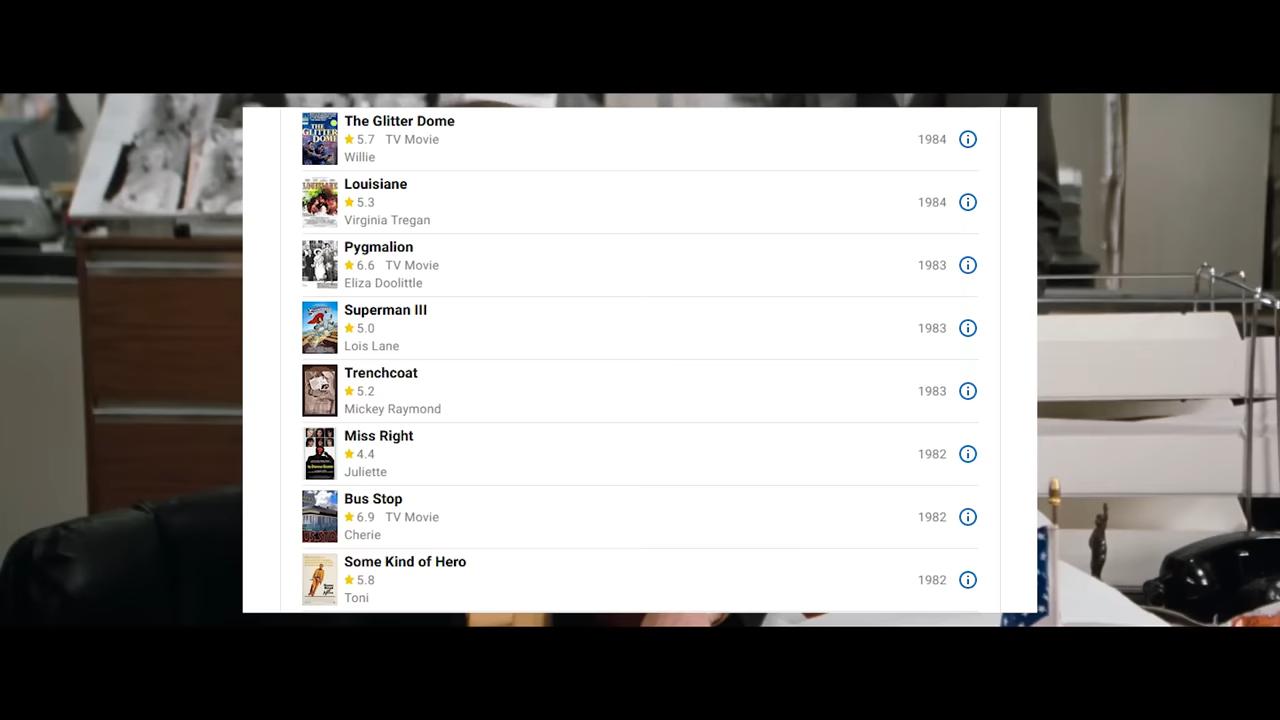 The Glitter Dome
5.7 TV Movie
1984
Willie
Louisiane
5.3
1984
Virginia Tregan
Pygmalion
6.6 TV Movie
1983
Eliza Doolittle
Superman III
5.0
1983
Lois Lane
Trenchcoat
5.2
1983
Mickey Raymond
Miss Right
4.4
1982
Juliette
Bus Stop
6.9 TV Movie
1982
Cherie
Some Kind of Hero
5.8
1982
Toni
THE
GLITTER
DOME